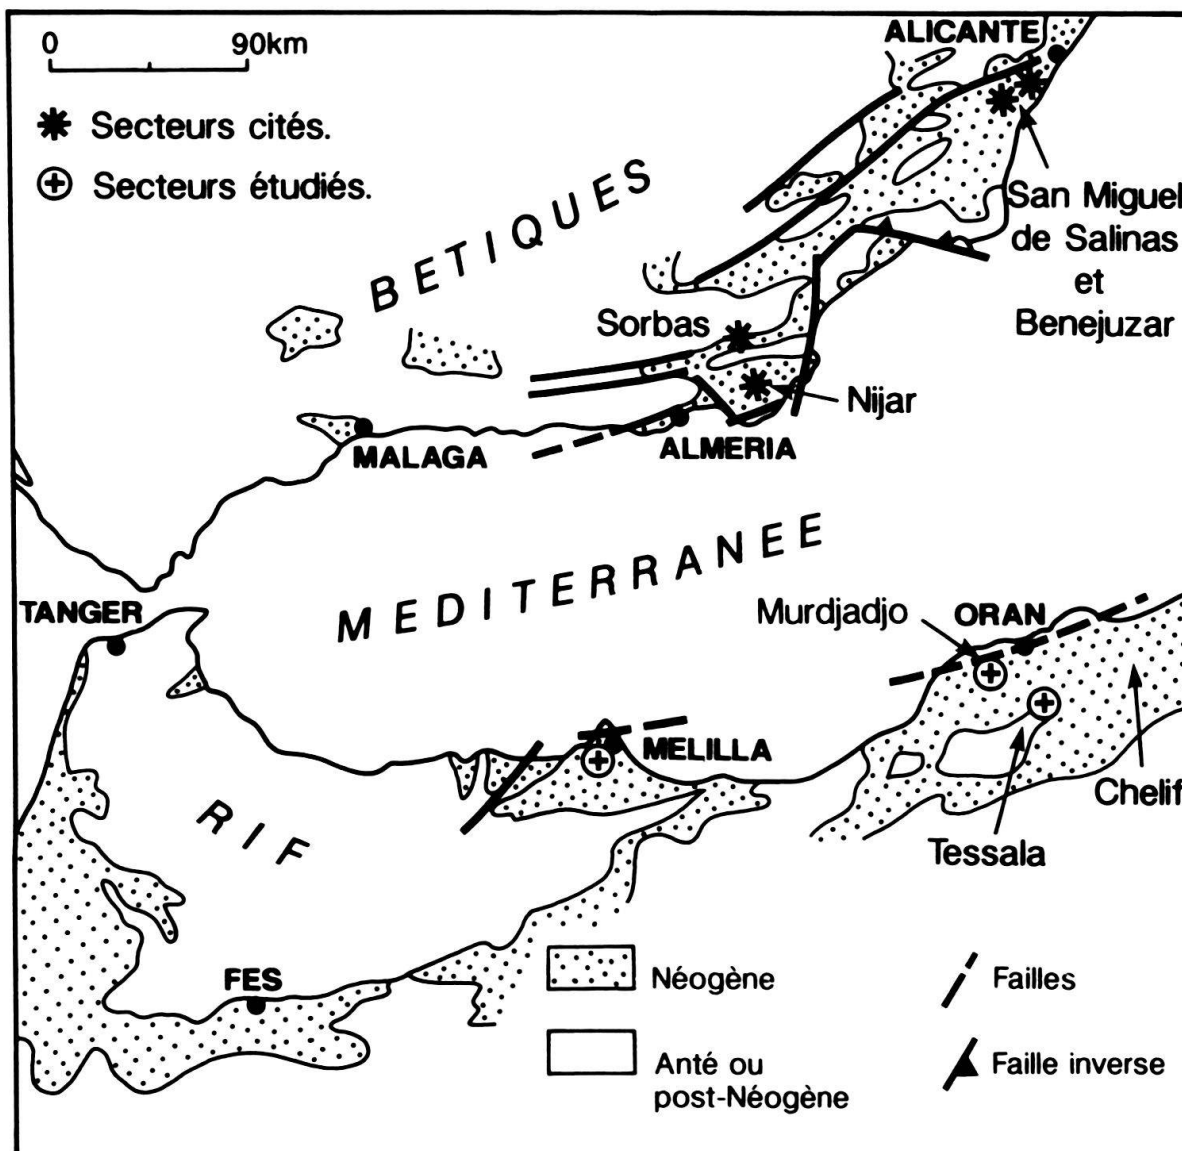 0 90km
Secteurs cités.
Secteurs étudiés.
ALICANTE
BETIQUES
San Miguel
de Salinas
et
Benejuzar
Sorbas
Nijar
MALAGA
ALMERIA
MEDITERRANEE
TANGER
Murdjadjo
ORAN
MELILLA
Chelif
RIF
Tessala
FES
Néogène
Failles
Anté ou
post-Néogène
Faille inverse